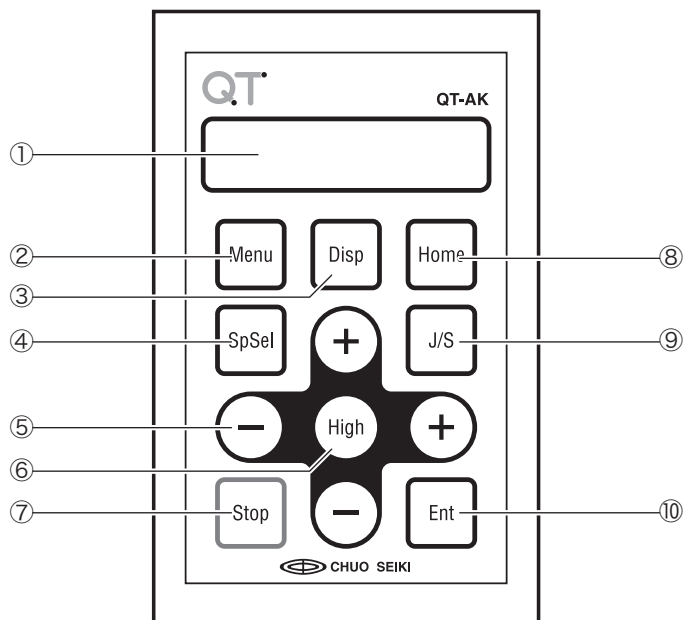 QT
QT-AK
①
② Menu Disp Home ⑧
③
④ SpSel + J/S ⑨
⑤ − High +
⑥
⑦ Stop − Ent ⑩
CHUO SEIKI